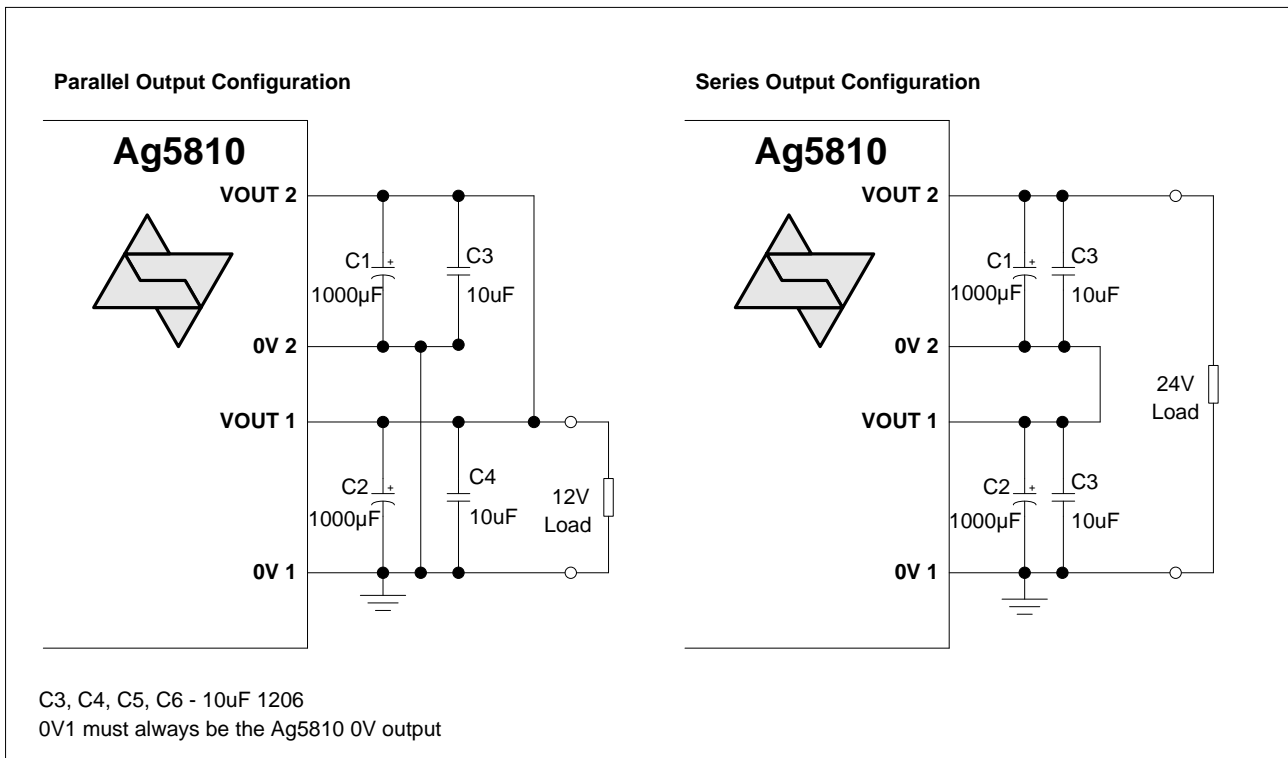 Parallel Output Configuration
Ag5810
VOUT 2
C1
+
1000µF
C3
10uF
0V 2
VOUT 1
C2
+
1000µF
C4
10uF
12V
Load
0V 1
Series Output Configuration
Ag5810
VOUT 2
C1
+
1000µF
C3
10uF
0V 2
24V
Load
VOUT 1
C2
+
1000µF
C3
10uF
0V 1
C3, C4, C5, C6 - 10uF 1206
0V1 must always be the Ag5810 0V output